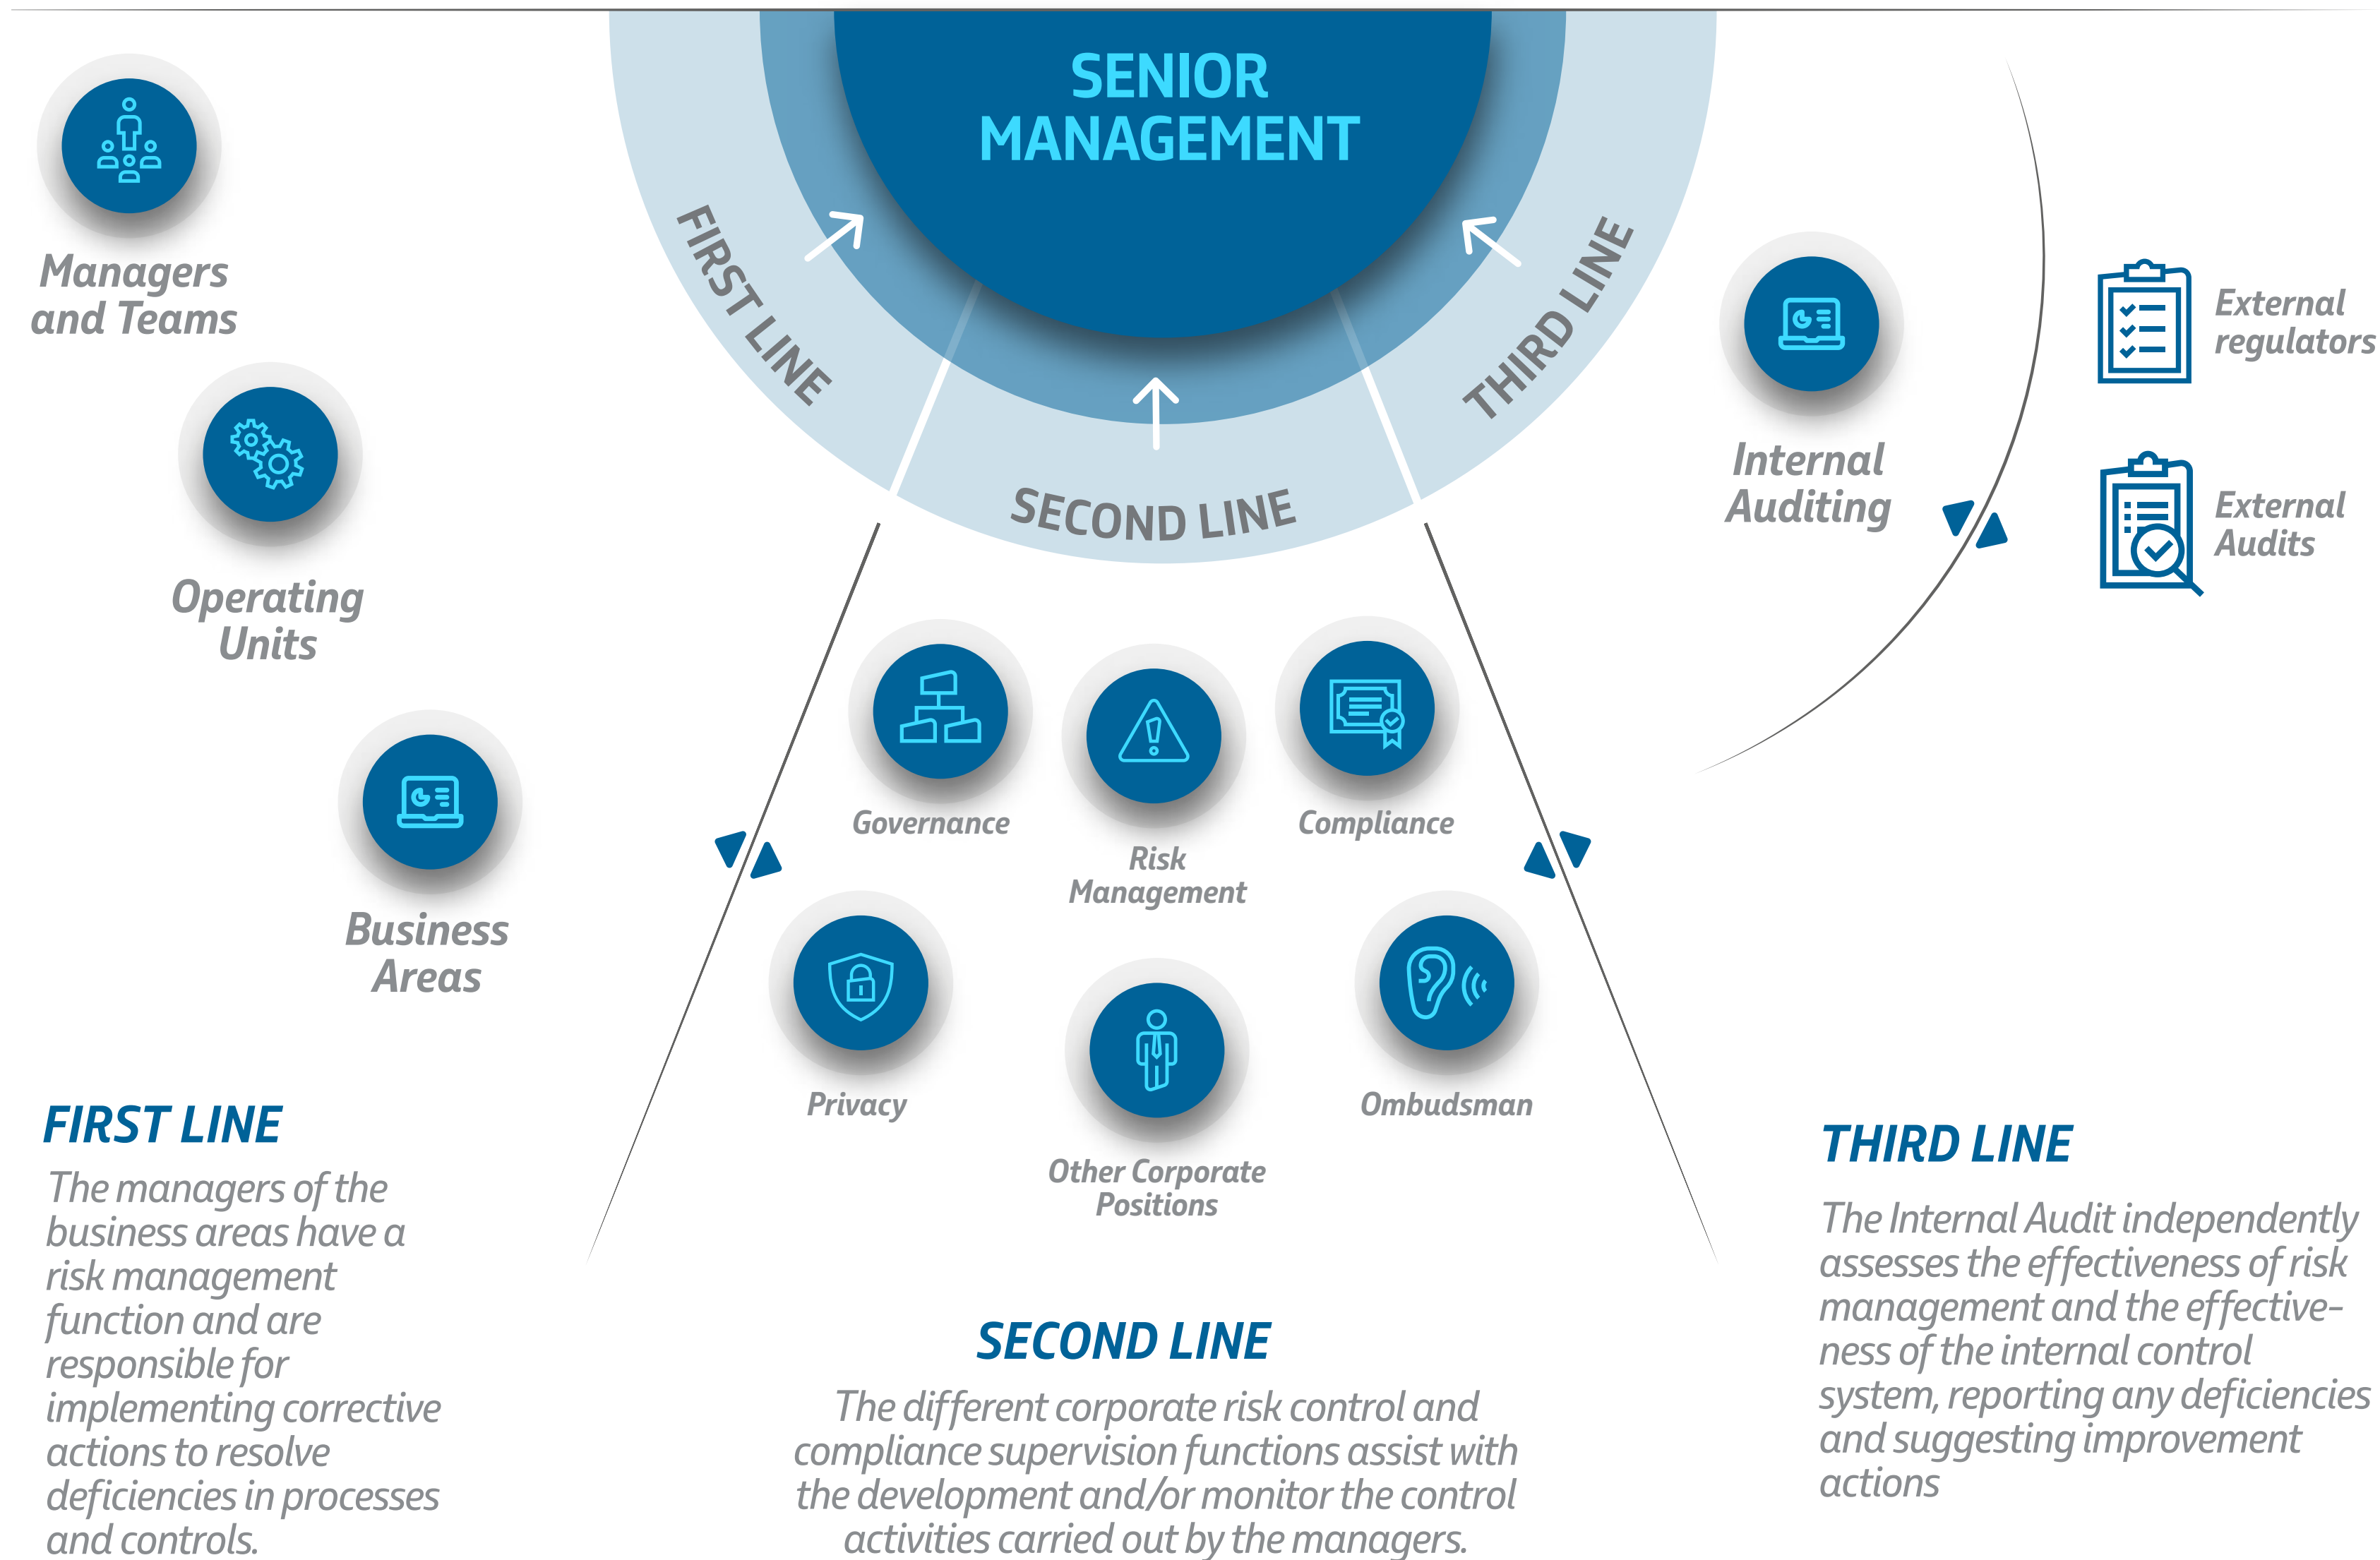 SENIOR
MANAGEMENT
FIRST LINE
SECOND LINE
THIRD LINE
Managers
and Teams
Operating
Units
Business
Areas
Governance
Risk
Management
Compliance
Privacy
Other Corporate
Positions
Ombudsman
Internal
Auditing
External
regulators
External
Audits
FIRST LINE
The managers of the
business areas have a
risk management
function and are
responsible for
implementing corrective
actions to resolve
deficiencies in processes
and controls.
SECOND LINE
The different corporate risk control and
compliance supervision functions assist with
the development and/or monitor the control
activities carried out by the managers.
THIRD LINE
The Internal Audit independently
assesses the effectiveness of risk
management and the effective-
ness of the internal control
system, reporting any deficiencies
and suggesting improvement
actions